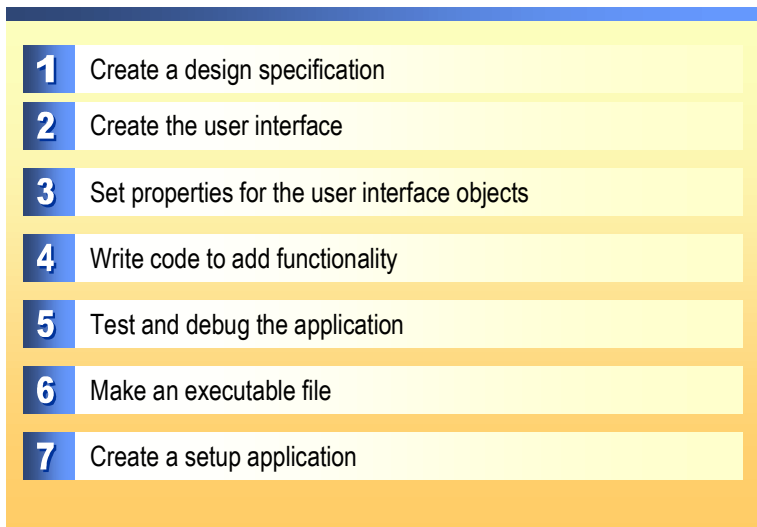 1 Create a design specification
2 Create the user interface
3 Set properties for the user interface objects
4 Write code to add functionality
5 Test and debug the application
6 Make an executable file
7 Create a setup application